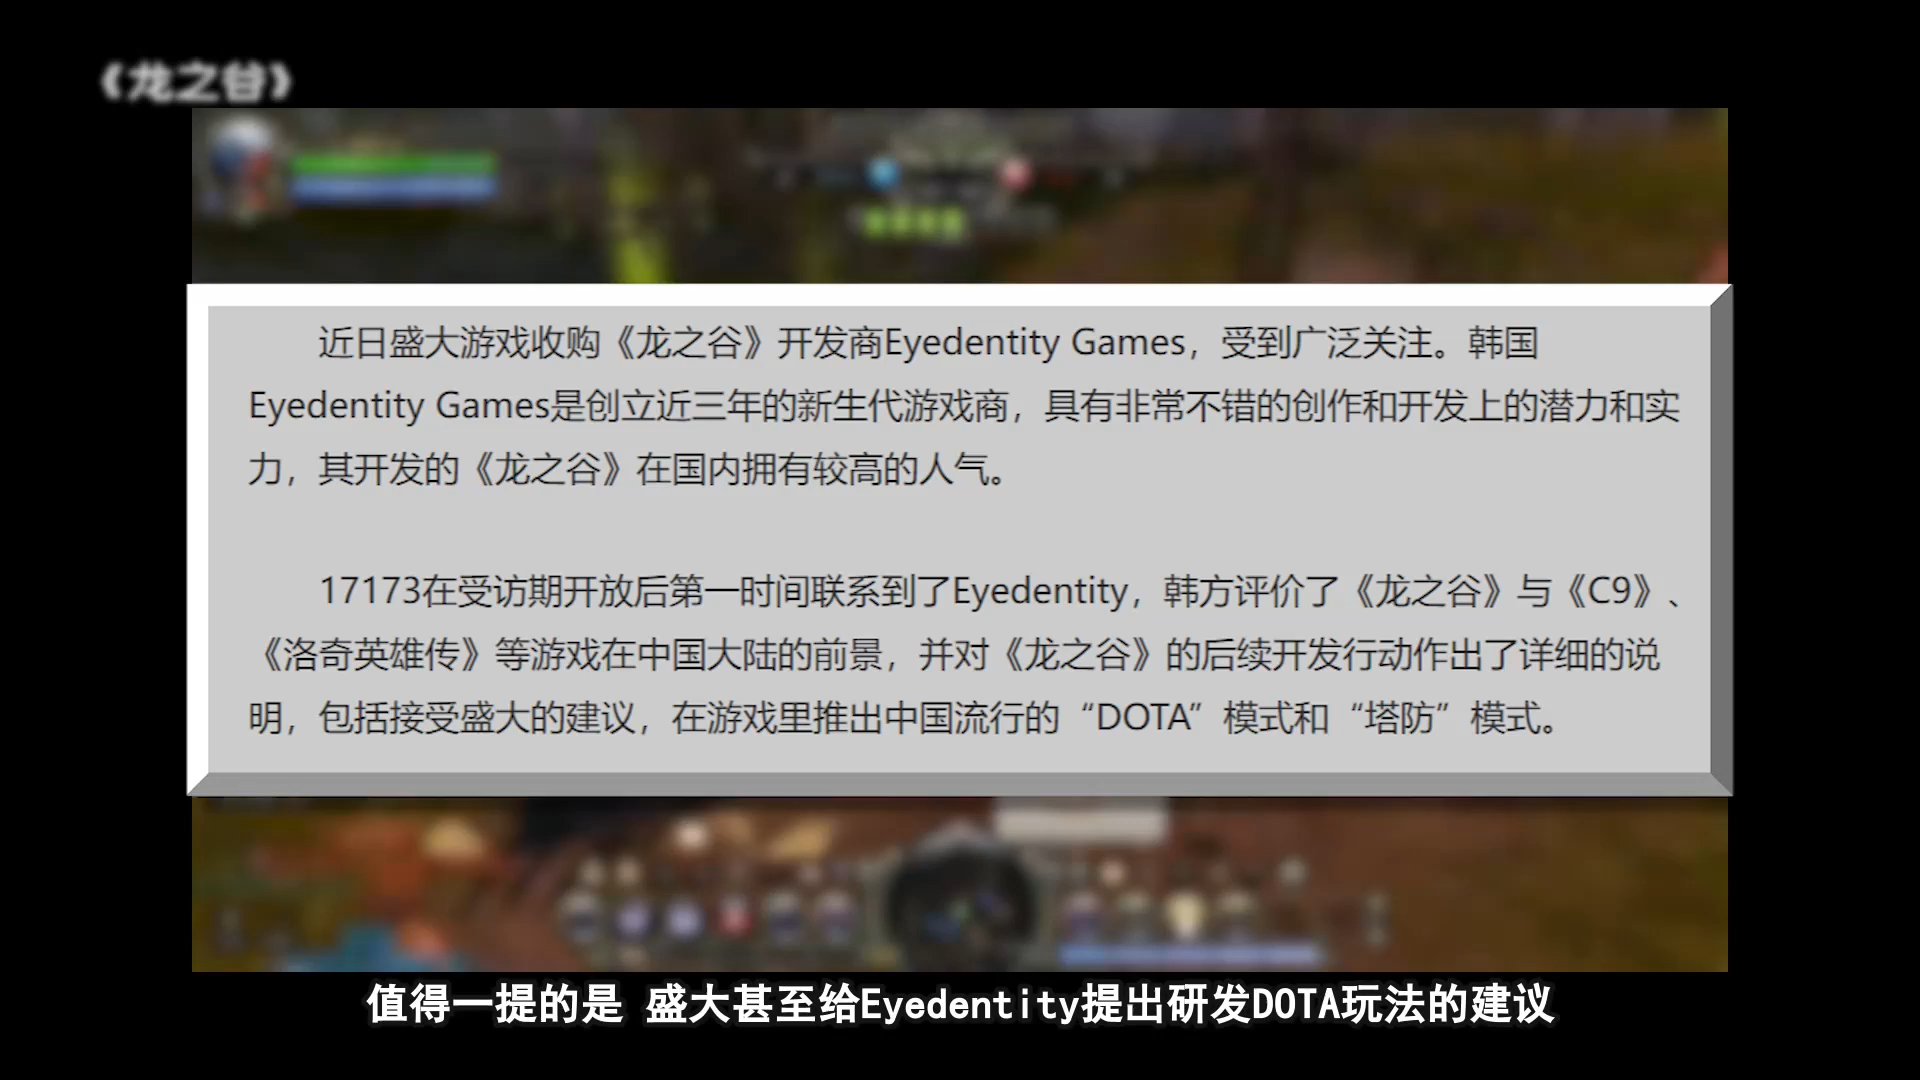 《龙之谷》
近日盛大游戏收购《龙之谷》开发商Eyedentity Games，受到广泛关注。韩国
Eyedentity Games是创立近三年的新生代游戏商，具有非常不错的创作和开发上的潜力和实
力，其开发的《龙之谷》在国内拥有较高的人气。
17173在受访期开放后第一时间联系到了Eyedentity，韩方评价了《龙之谷》与《C9》、
《洛奇英雄传》等游戏在中国大陆的前景，并对《龙之谷》的后续开发行动作出了详细的说
明，包括接受盛大的建议，在游戏里推出中国流行的“DOTA”模式和“塔防”模式。
值得一提的是 盛大甚至给Eyedentity提出研发DOTA玩法的建议